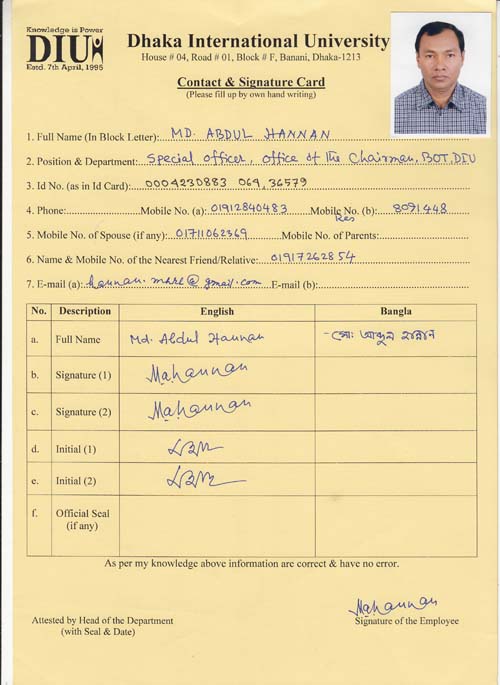 Knowledge is Power
DIU
Estd. 7th April, 1995
Dhaka International University
House # 04, Road # 01, Block # F, Banani, Dhaka-1213
Contact & Signature Card
(Please fill up by own hand writing)
1. Full Name (In Block Letter): MD. ABDUL HANNAN
2. Position & Department: Special officer, office of the Chairman, BOT, DIU
3. Id No. (as in Id Card): 0004230883 064, 36579
4. Phone: Mobile No. (a): 01912840483 Mobile No. (b): 8091448
Res
5. Mobile No. of Spouse (if any): 01711062369 Mobile No. of Parents:
6. Name & Mobile No. of the Nearest Friend/Relative: 01917262854
7. E-mail (a): @gmail.com E-mail (b):
No. Description English Bangla
a. Full Name Md. Abdul Hannan মো: আব্দুল হান্নান
b. Signature (1) Mahannan
c. Signature (2) Mahannan
d. Initial (1)
e. Initial (2)
f. Official Seal
(if any)
As per my knowledge above information are correct & have no error.
Mahannan
Attested by Head of the Department Signature of the Employee
(with Seal & Date)